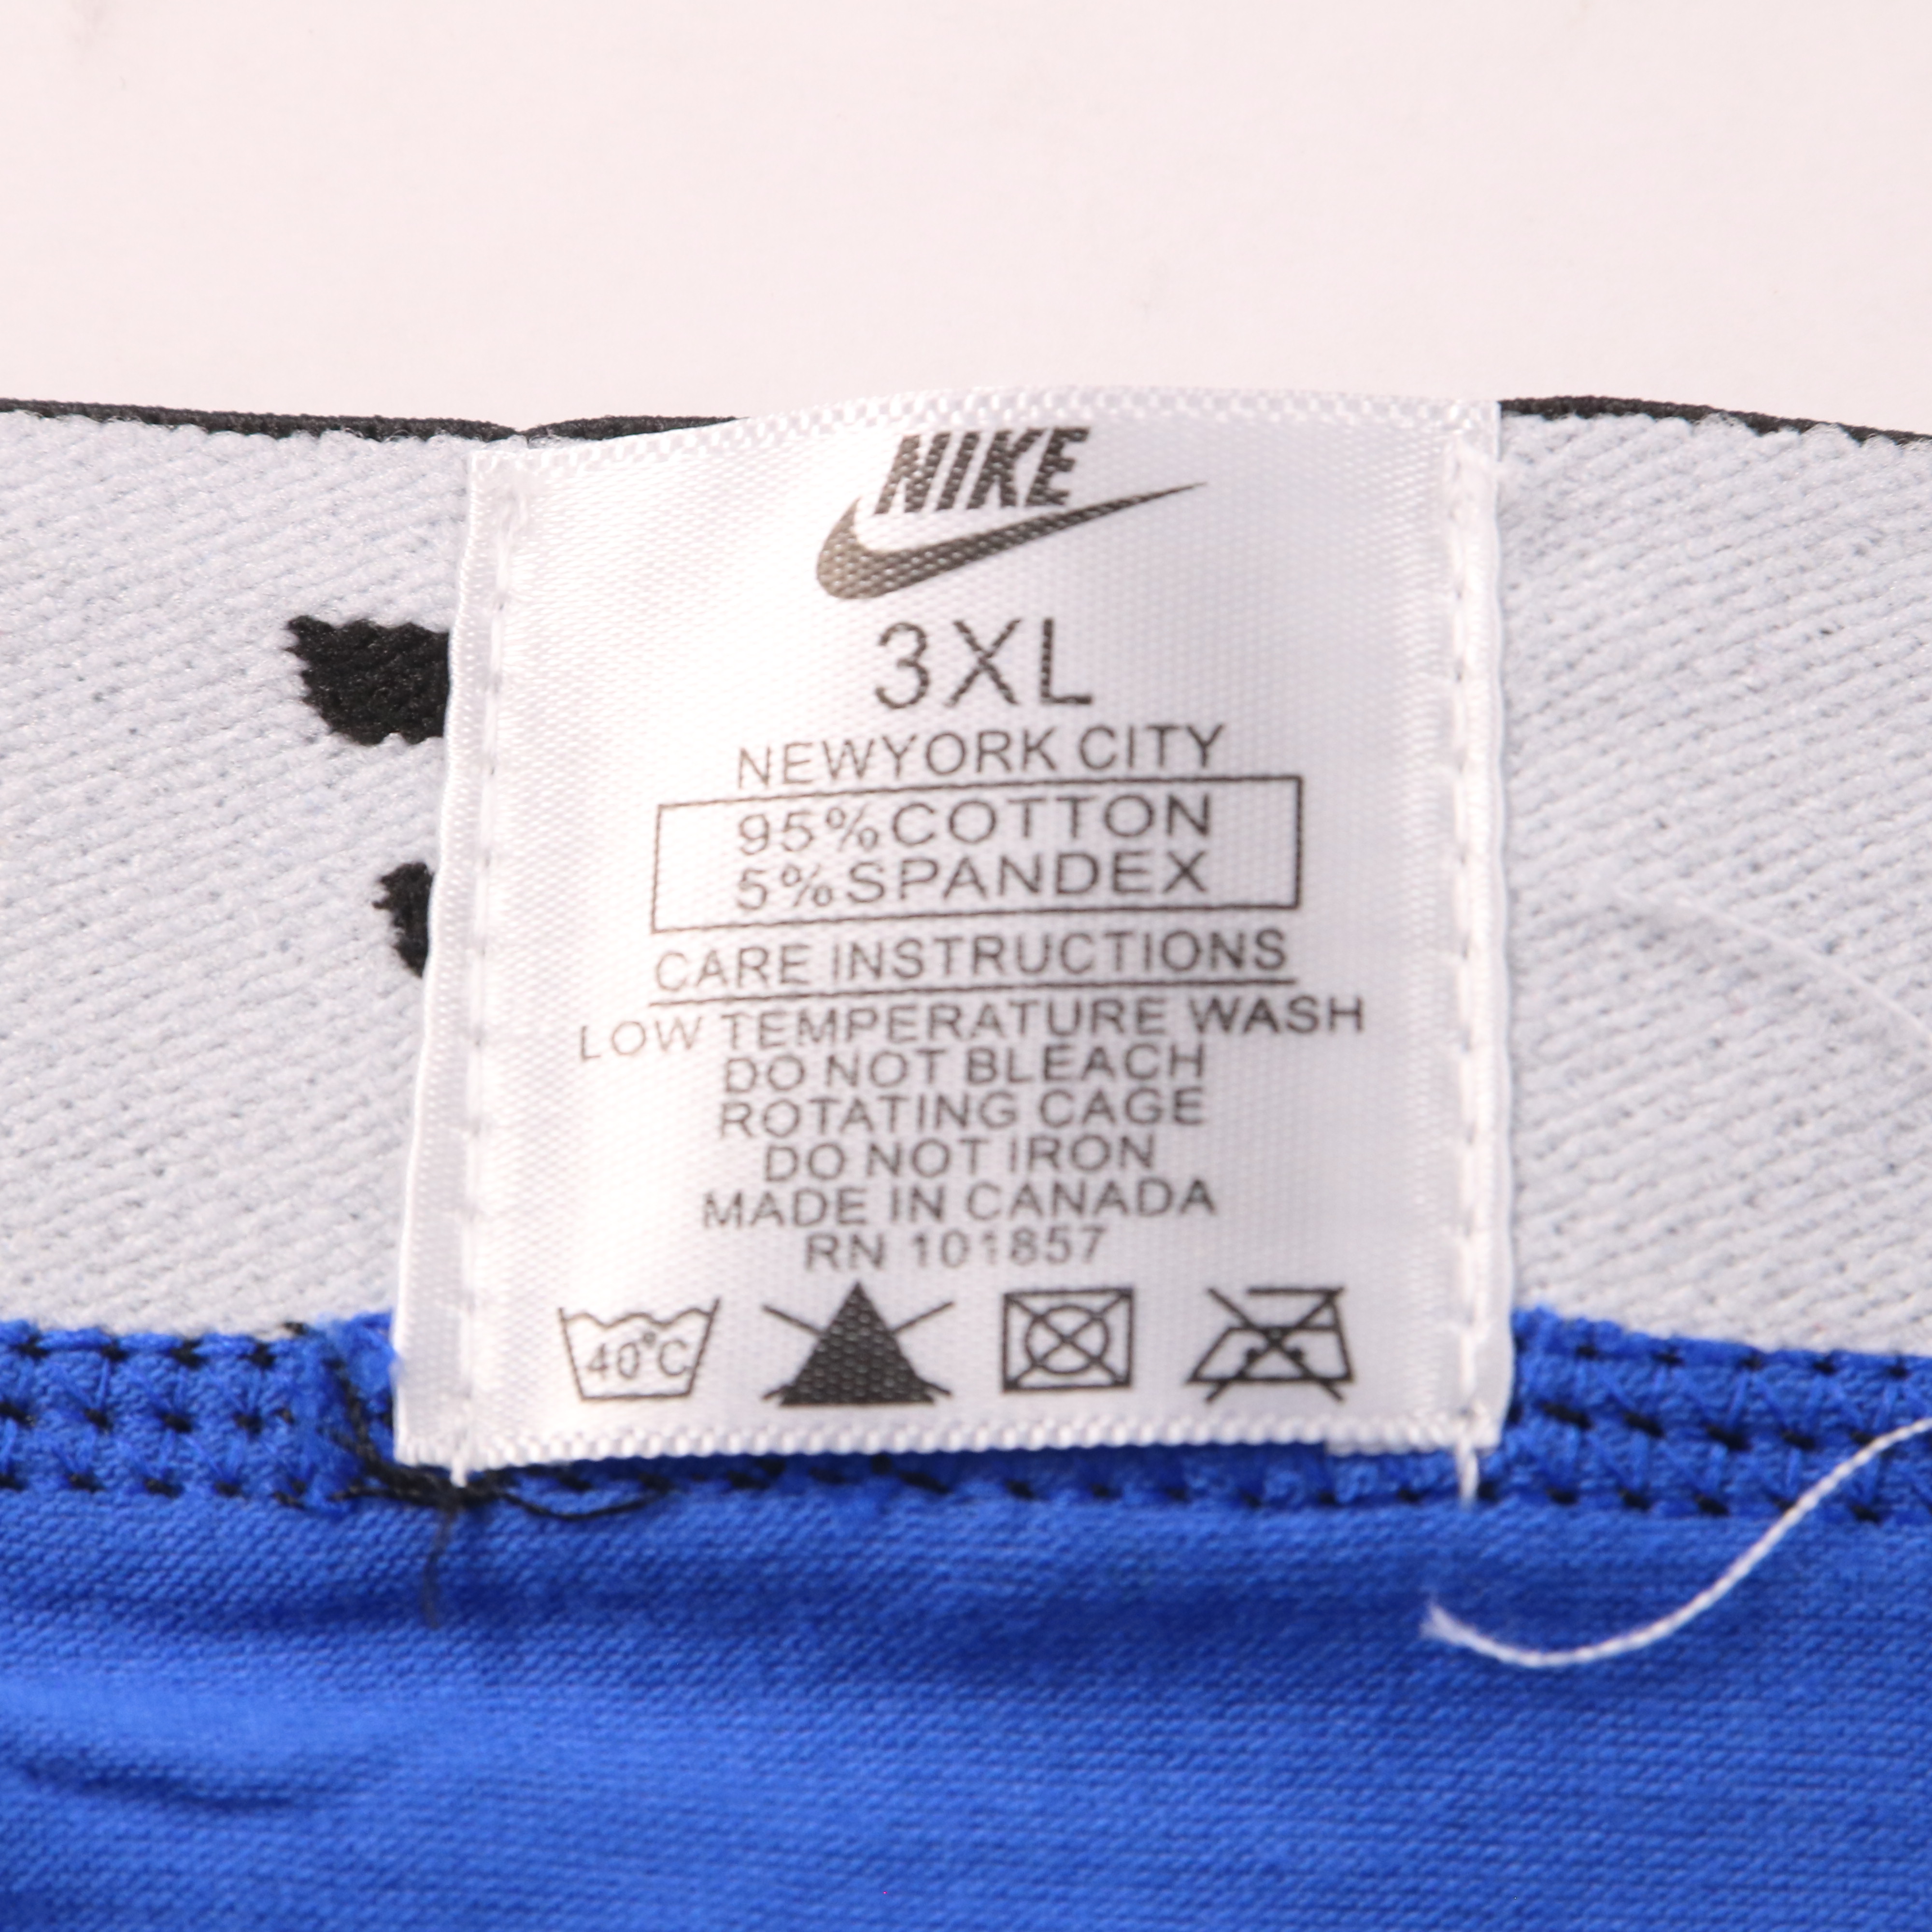 NIKE
3XL
NEWYORK CITY
95%COTTON
5%SPANDEX
CARE INSTRUCTIONS
LOW TEMPERATURE WASH
DO NOT BLEACH
ROTATING CAGE
DO NOT IRON
MADE IN CANADA
RN 101857
40°C